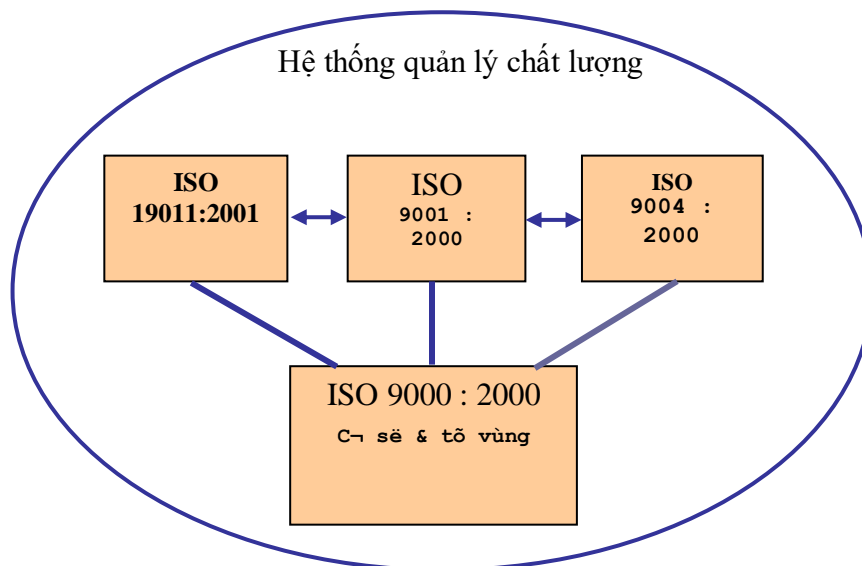 Hệ thống quản lý chất lượng
ISO
19011:2001
ISO
9001 :
2000
ISO
9004 :
2000
ISO 9000 : 2000
C¬ së & tõ vùng